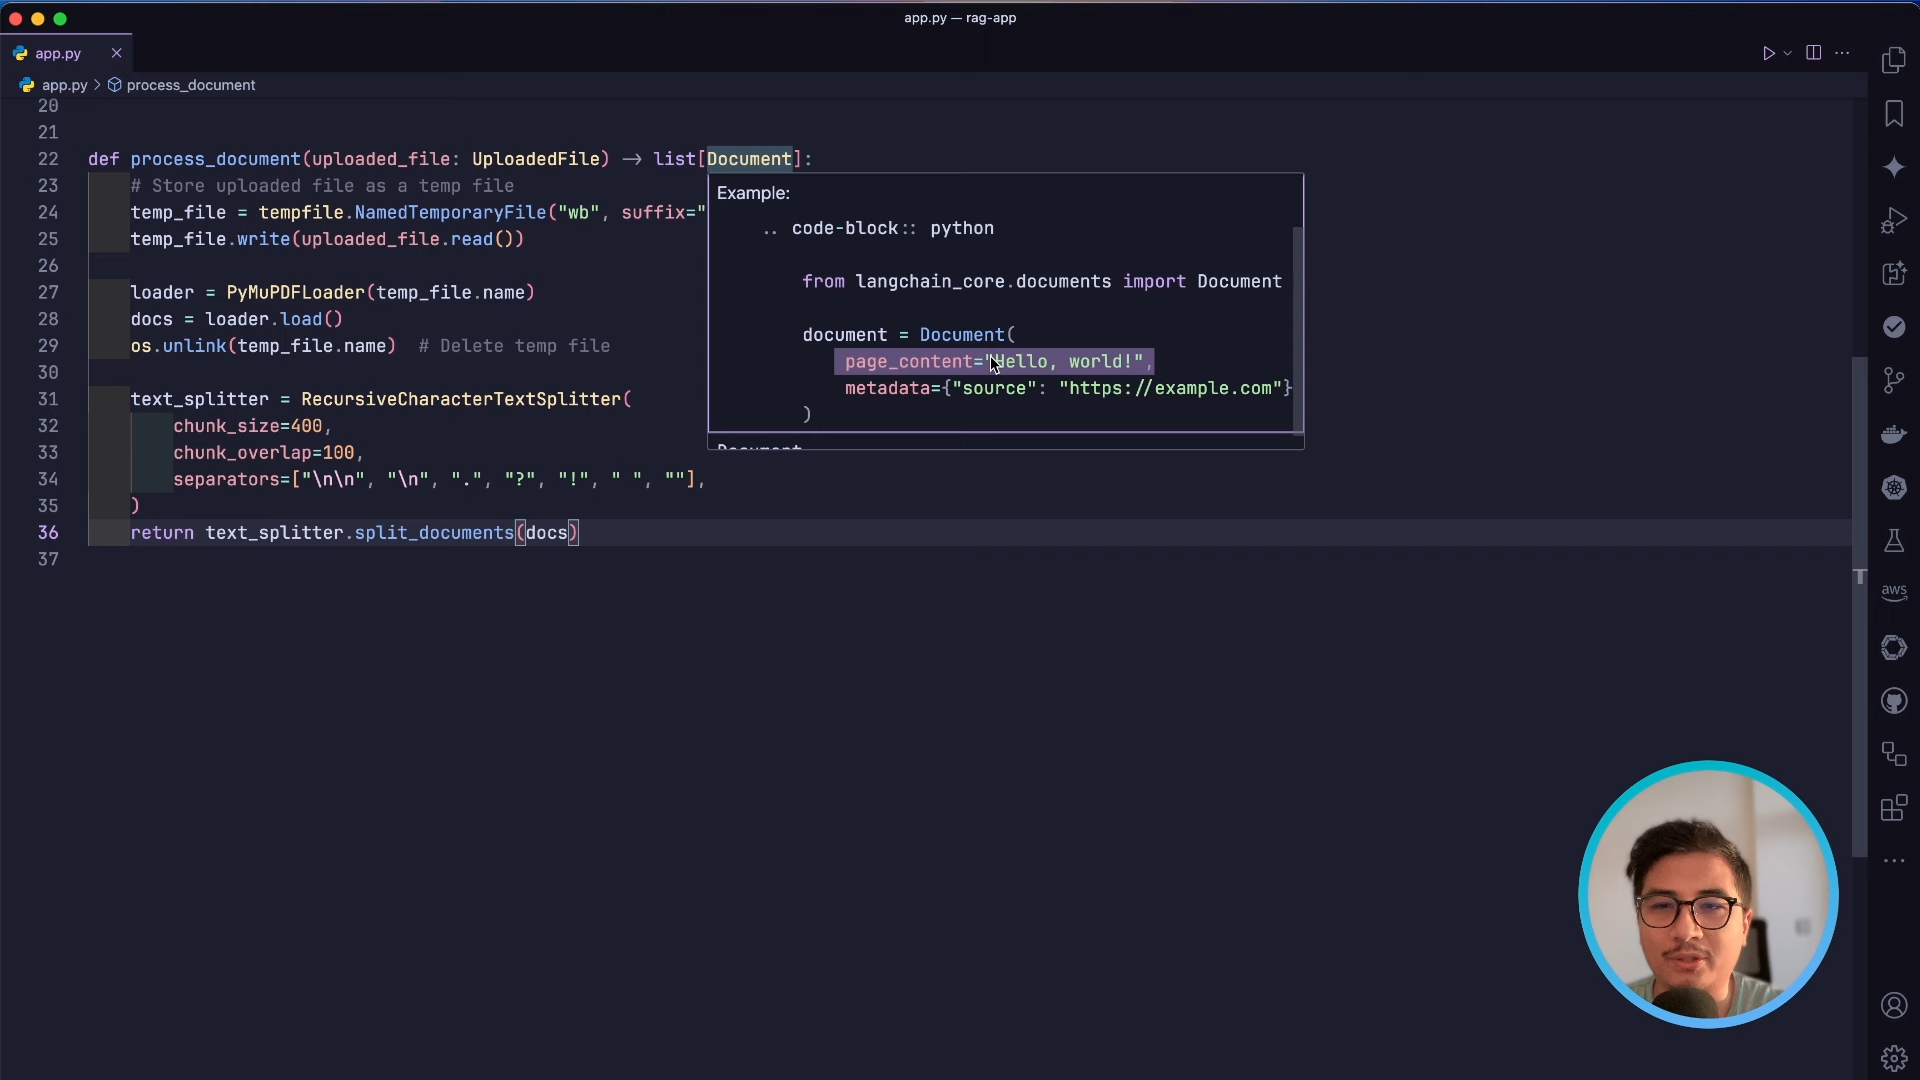 app.py — rag-app
app.py
app.py > process_document
20
21
22 def process_document(uploaded_file: UploadedFile) -> list[Document]:
23 # Store uploaded file as a temp file
24 temp_file = tempfile.NamedTemporaryFile("wb", suffix="
25 temp_file.write(uploaded_file.read())
26
27 loader = PyMuPDFLoader(temp_file.name)
28 docs = loader.load()
29 os.unlink(temp_file.name)  # Delete temp file
30
31 text_splitter = RecursiveCharacterTextSplitter(
32 chunk_size=400,
33 chunk_overlap=100,
34 separators=["\n\n", "\n", ".", "?", "!", " ", ""],
35 )
36 return text_splitter.split_documents(docs)
37
Example:
.. code-block:: python
from langchain_core.documents import Document
document = Document(
page_content="Hello, world!",
metadata={"source": "https://example.com"}
)
aws